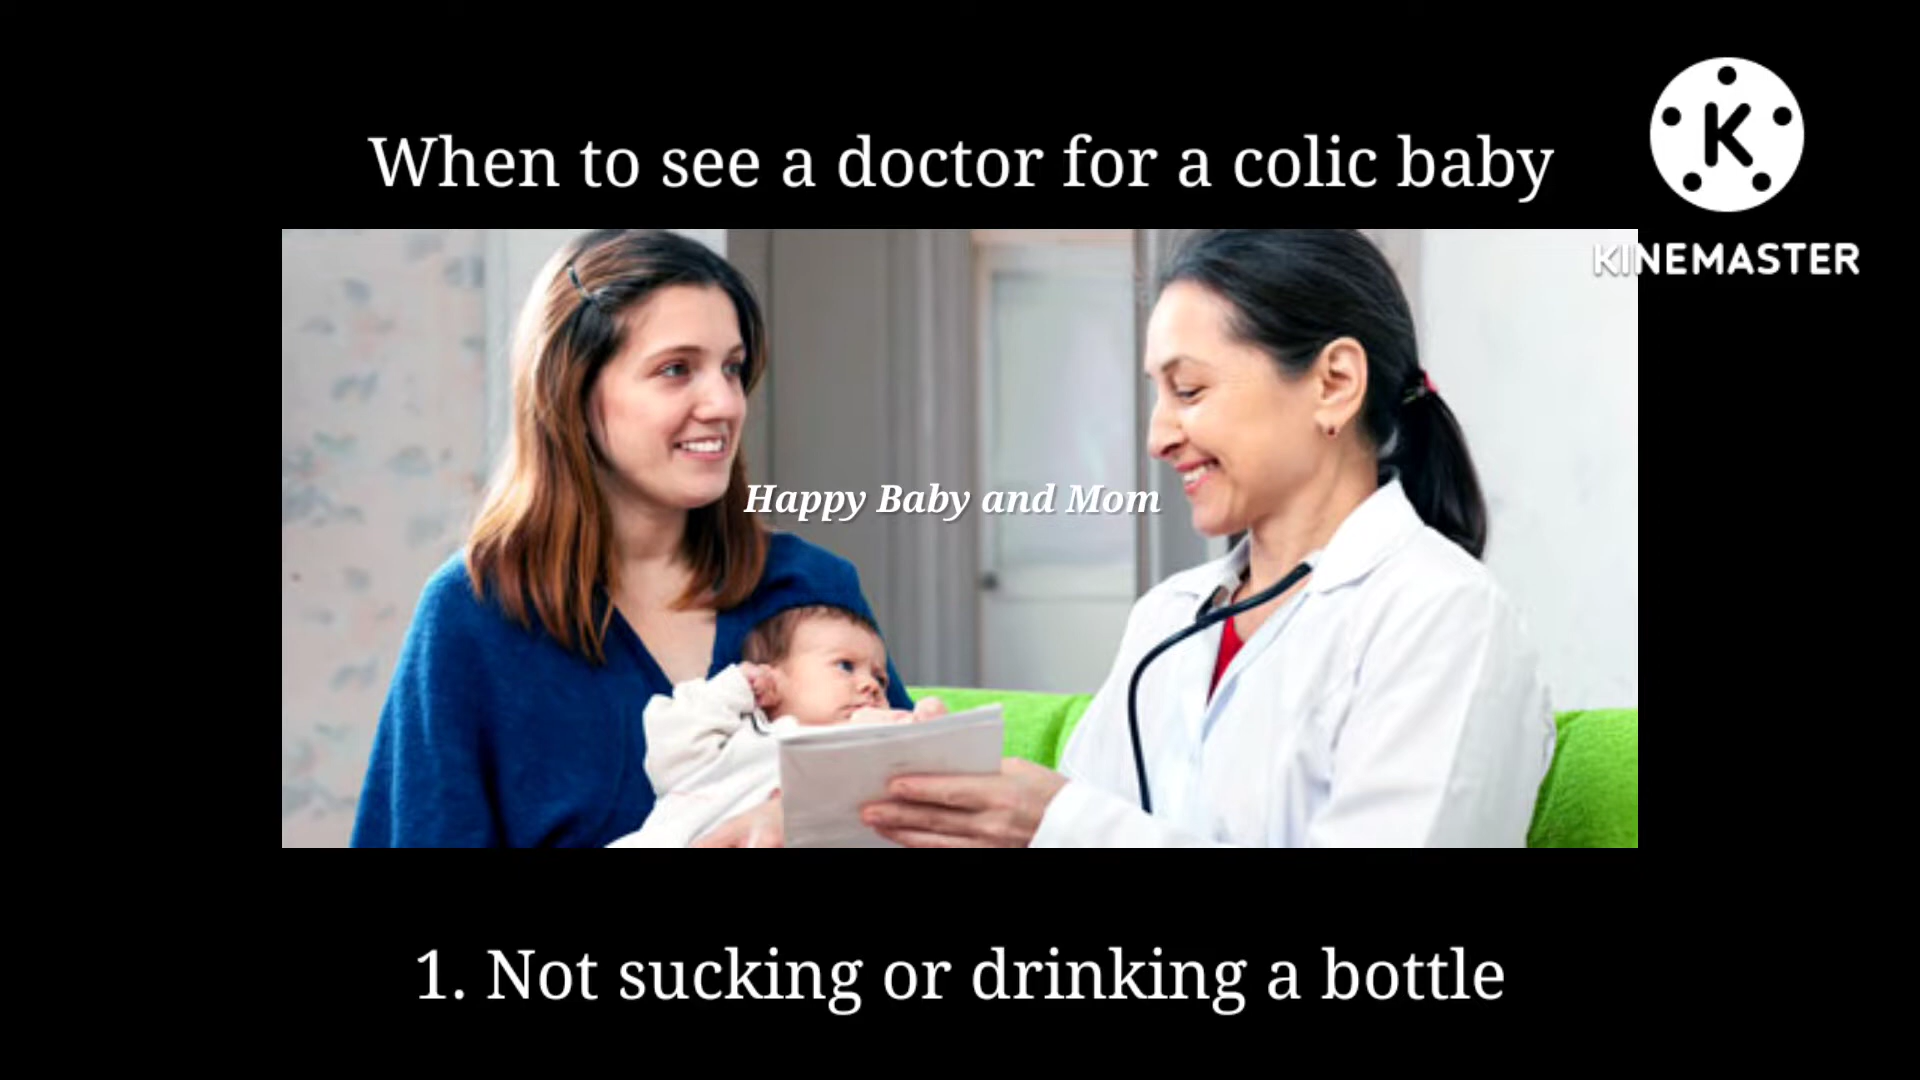 When to see a doctor for a colic baby
K
KINEMASTER
Happy Baby and Mom
1. Not sucking or drinking a bottle